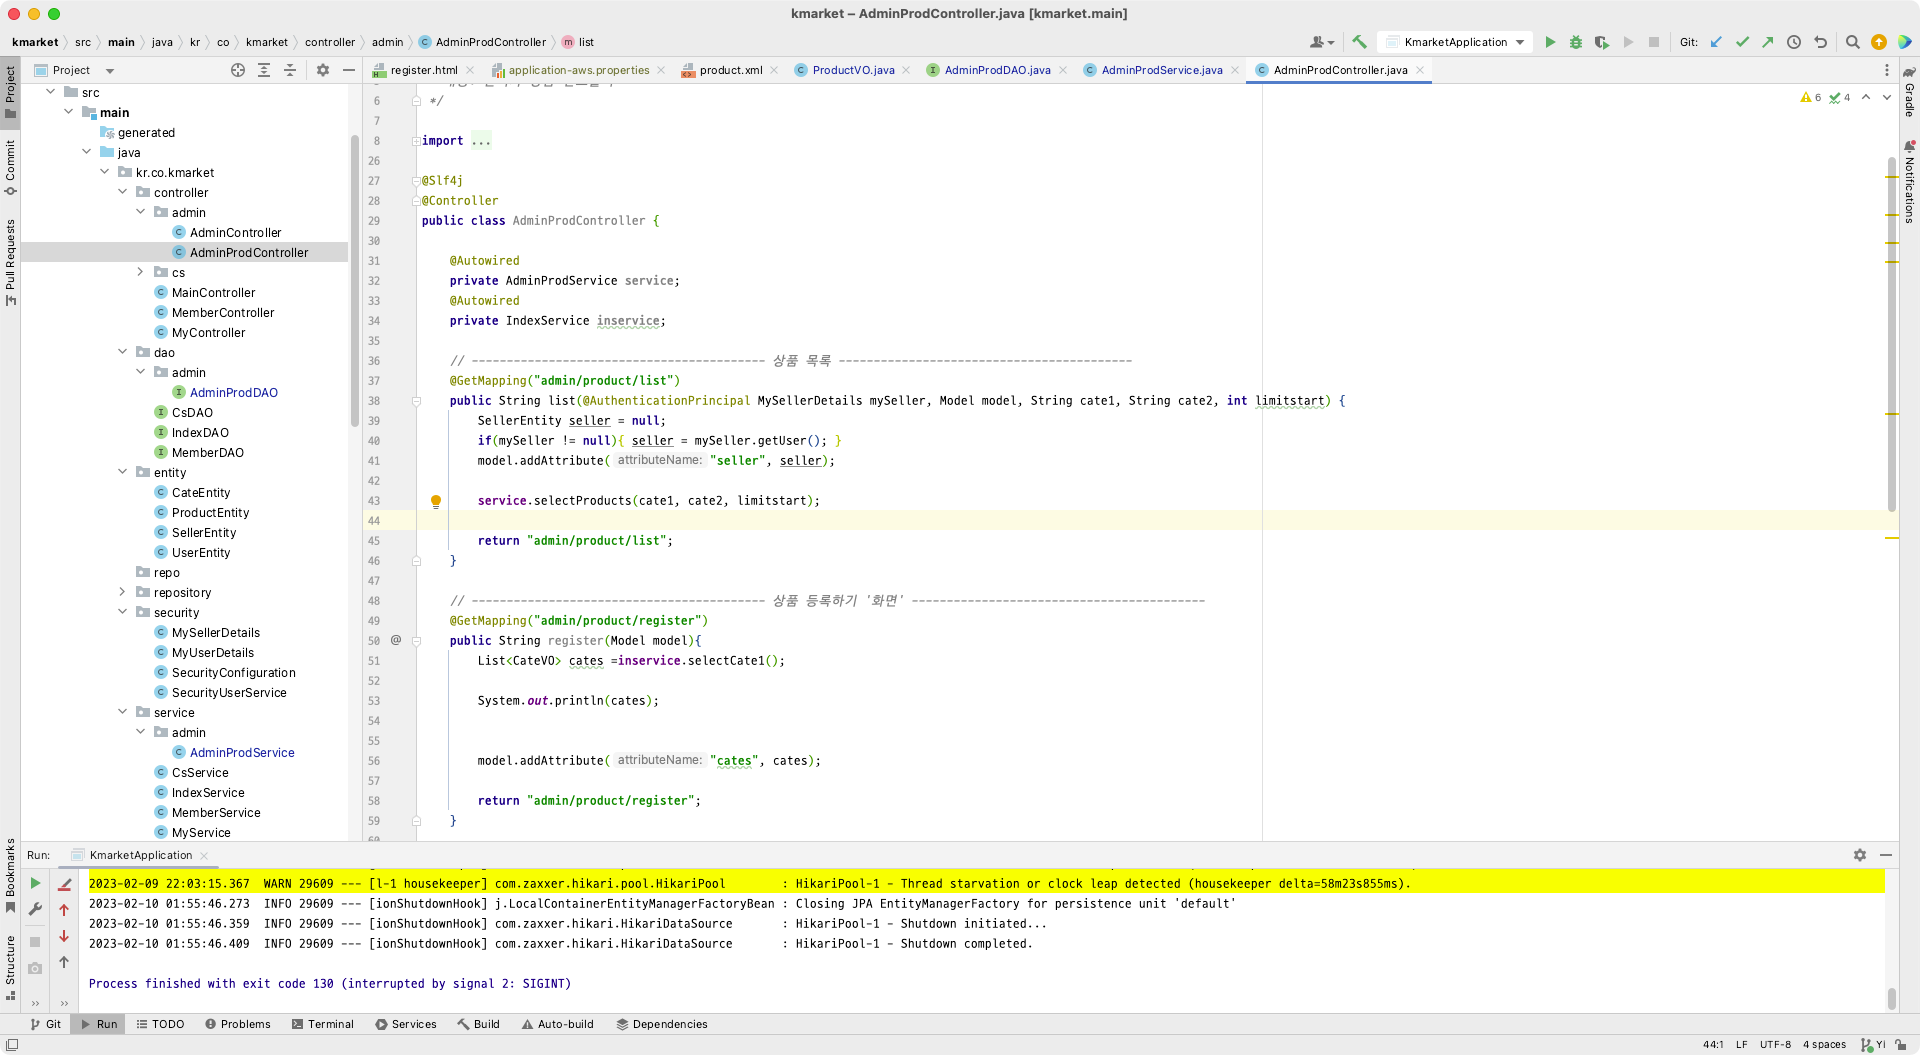 kmarket – AdminProdController.java [kmarket.main]
kmarket src main java kr co kmarket controller admin AdminProdController list
KmarketApplication Git:
Project
register.html application-aws.properties product.xml ProductVO.java AdminProdDAO.java AdminProdService.java AdminProdController.java
Project
Commit
Pull Requests
Bookmarks
Structure
Gradle
Notifications
src
main
generated
java
kr.co.kmarket
controller
admin
AdminController
AdminProdController
cs
MainController
MemberController
MyController
dao
admin
AdminProdDAO
CsDAO
IndexDAO
MemberDAO
entity
CateEntity
ProductEntity
SellerEntity
UserEntity
repo
repository
security
MySellerDetails
MyUserDetails
SecurityConfiguration
SecurityUserService
service
admin
AdminProdService
CsService
IndexService
MemberService
MyService
6 4
6 */
7
8 import ...
26
27 @Slf4j
28 @Controller
29 public class AdminProdController {
30
31 @Autowired
32 private AdminProdService service;
33 @Autowired
34 private IndexService inservice;
35
36 // ------------------------------------------ 상품 목록 ------------------------------------------
37 @GetMapping("admin/product/list")
38 public String list(@AuthenticationPrincipal MySellerDetails mySeller, Model model, String cate1, String cate2, int limitstart) {
39 SellerEntity seller = null;
40 if(mySeller != null){ seller = mySeller.getUser(); }
41 model.addAttribute( attributeName: "seller", seller);
42
43 service.selectProducts(cate1, cate2, limitstart);
44
45 return "admin/product/list";
46 }
47
48 // ------------------------------------------ 상품 등록하기 '화면' ------------------------------------------
49 @GetMapping("admin/product/register")
50 @ public String register(Model model){
51 List<CateVO> cates =inservice.selectCate1();
52
53 System.out.println(cates);
54
55
56 model.addAttribute( attributeName: "cates", cates);
57
58 return "admin/product/register";
59 }
60
Run: KmarketApplication
2023-02-09 22:03:15.367  WARN 29609 --- [l-1 housekeeper] com.zaxxer.hikari.pool.HikariPool        : HikariPool-1 - Thread starvation or clock leap detected (housekeeper delta=58m23s855ms).
2023-02-10 01:55:46.273  INFO 29609 --- [ionShutdownHook] j.LocalContainerEntityManagerFactoryBean : Closing JPA EntityManagerFactory for persistence unit 'default'
2023-02-10 01:55:46.359  INFO 29609 --- [ionShutdownHook] com.zaxxer.hikari.HikariDataSource       : HikariPool-1 - Shutdown initiated...
2023-02-10 01:55:46.409  INFO 29609 --- [ionShutdownHook] com.zaxxer.hikari.HikariDataSource       : HikariPool-1 - Shutdown completed.
Process finished with exit code 130 (interrupted by signal 2: SIGINT)
Git Run TODO Problems Terminal Services Build Auto-build Dependencies
44:1 LF UTF-8 4 spaces Yi